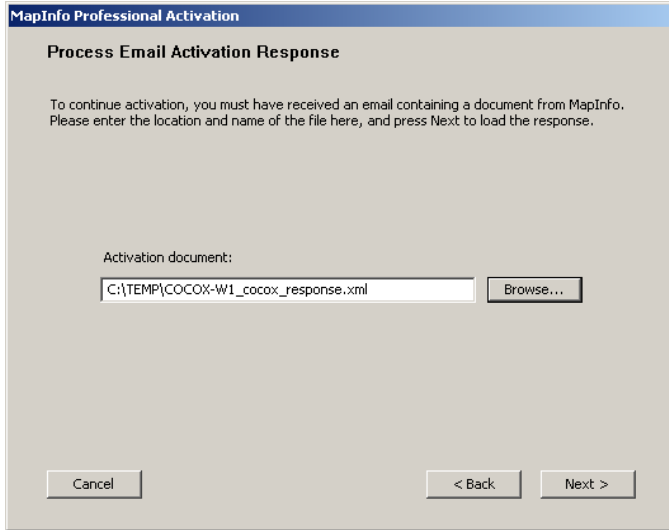 MapInfo Professional Activation
Process Email Activation Response
To continue activation, you must have received an email containing a document from MapInfo.
Please enter the location and name of the file here, and press Next to load the response.
Activation document:
C:\TEMP\COCOX-W1_cocox_response.xml
Browse...
Cancel
< Back
Next >